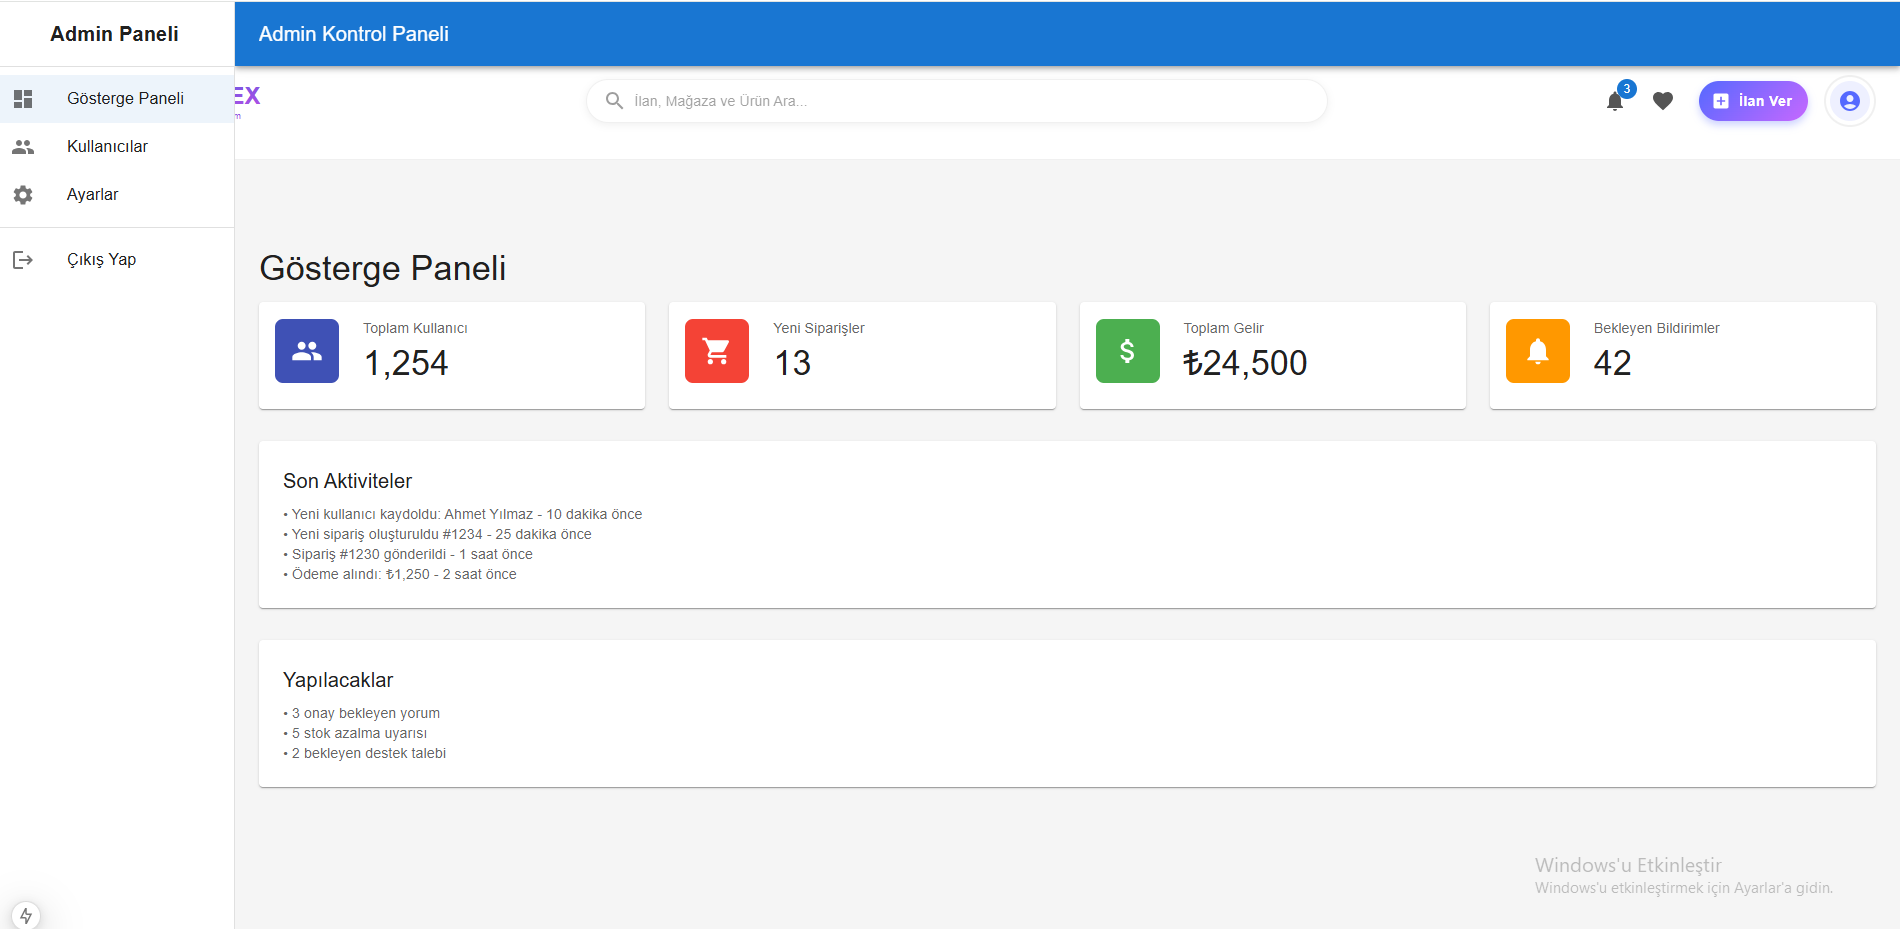 Admin Paneli
Admin Kontrol Paneli
Gösterge Paneli
Kullanıcılar
Ayarlar
Çıkış Yap
EX
m
İlan, Mağaza ve Ürün Ara...
3
İlan Ver
Gösterge Paneli
Toplam Kullanıcı
1,254
Yeni Siparişler
13
Toplam Gelir
₺24,500
Bekleyen Bildirimler
42
Son Aktiviteler
• Yeni kullanıcı kaydoldu: Ahmet Yılmaz - 10 dakika önce
• Yeni sipariş oluşturuldu #1234 - 25 dakika önce
• Sipariş #1230 gönderildi - 1 saat önce
• Ödeme alındı: ₺1,250 - 2 saat önce
Yapılacaklar
• 3 onay bekleyen yorum
• 5 stok azalma uyarısı
• 2 bekleyen destek talebi
Windows'u Etkinleştir
Windows'u etkinleştirmek için Ayarlar'a gidin.